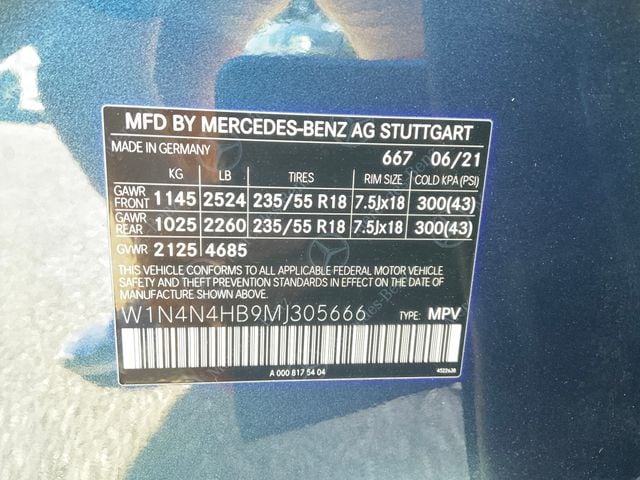 MFD BY MERCEDES-BENZ AG STUTTGART
MADE IN GERMANY 667 06/21
KG LB TIRES RIM SIZE COLD KPA (PSI)
GAWR FRONT 1145 2524 235/55 R18 7.5Jx18 300(43)
GAWR REAR 1025 2260 235/55 R18 7.5Jx18 300(43)
GVWR 2125 4685
THIS VEHICLE CONFORMS TO ALL APPLICABLE FEDERAL MOTOR VEHICLE
SAFETY AND THEFT PREVENTION STANDARDS IN EFFECT ON THE
DATE OF MANUFACTURE SHOWN ABOVE.
W1N4N4HB9MJ305666 TYPE: MPV
A 000 817 54 04